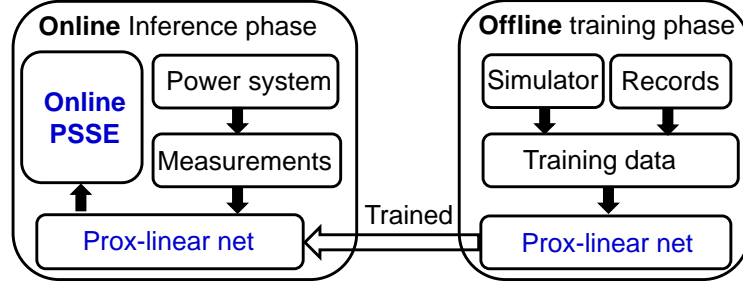 Online Inference phase
Online
PSSE
Power system
Measurements
Prox-linear net
Trained
Offline training phase
Simulator
Records
Training data
Prox-linear net